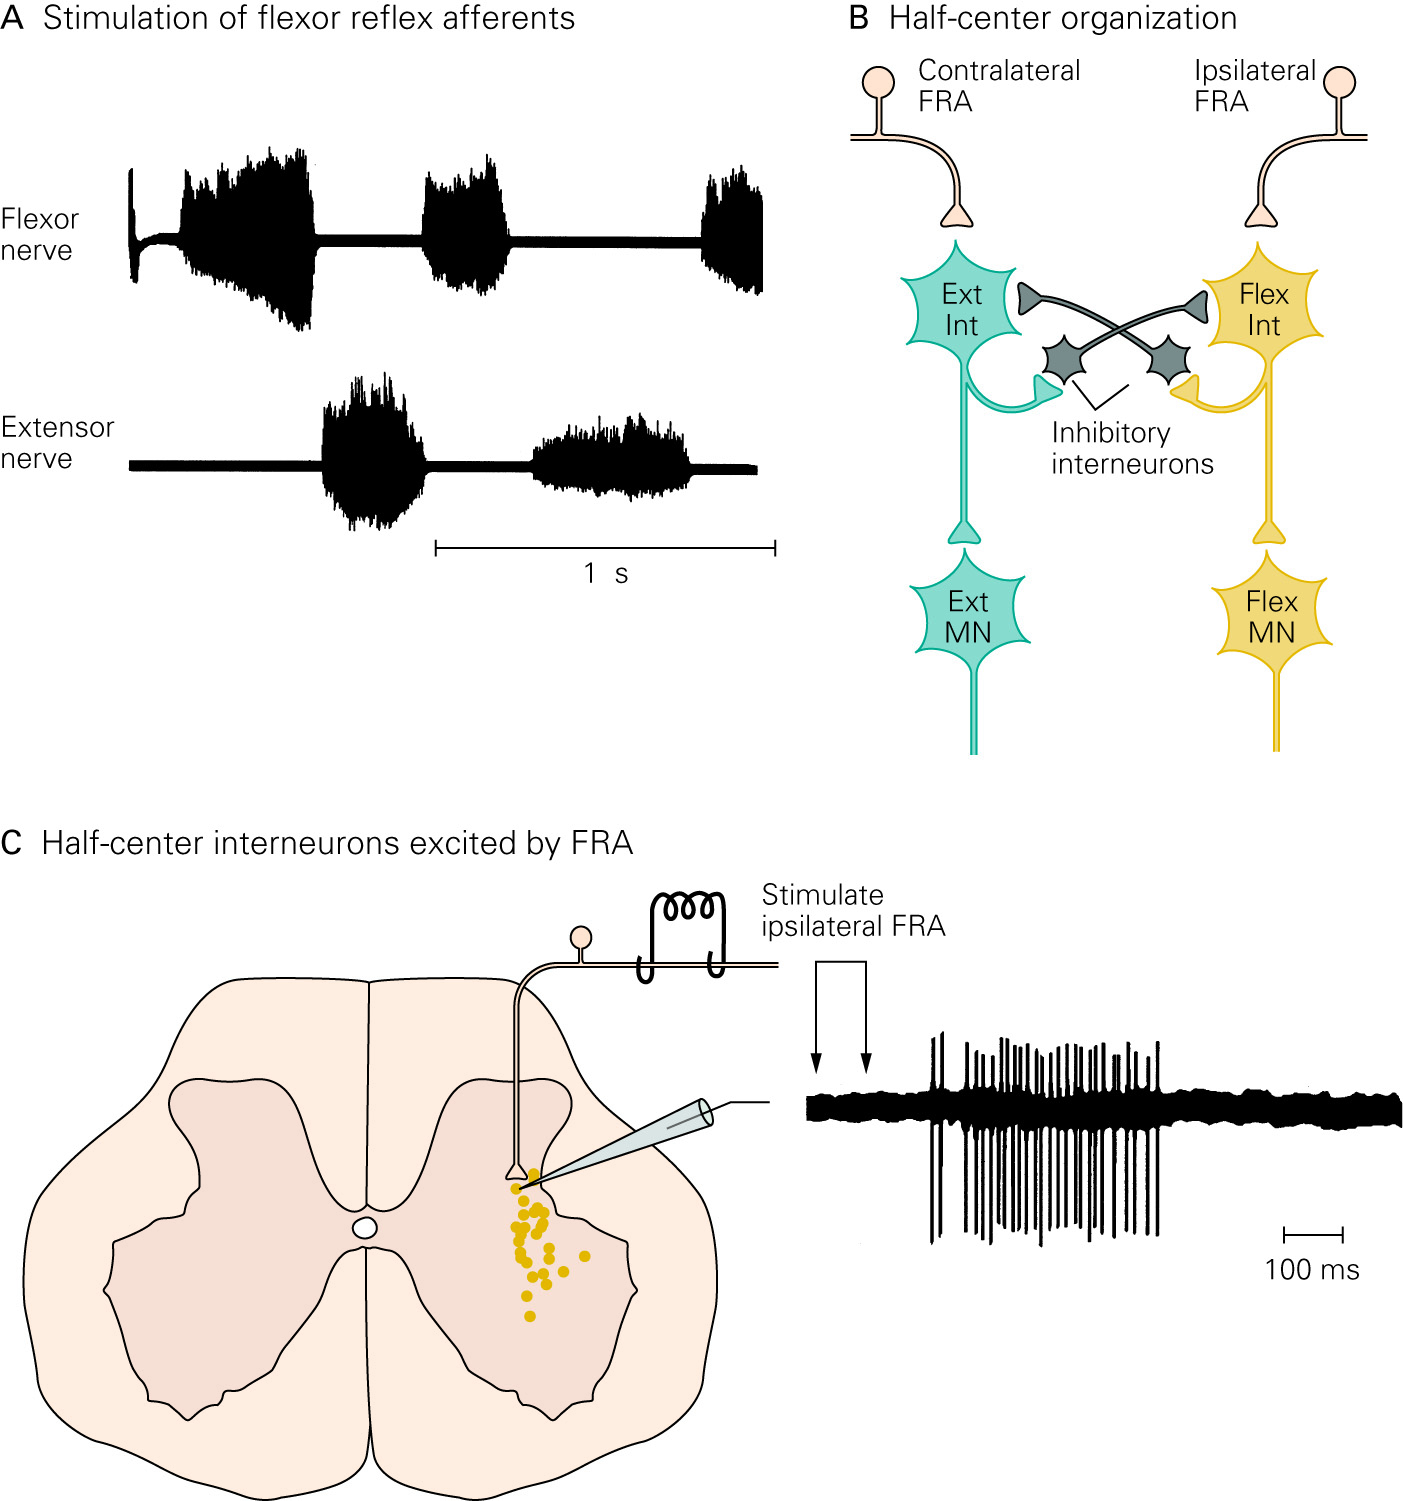 A Stimulation of flexor reflex afferents
Flexor
nerve
Extensor
nerve
1 s
B Half-center organization
Contralateral
FRA
Ipsilateral
FRA
Ext
Int
Flex
Int
Inhibitory
interneurons
Ext
MN
Flex
MN
C Half-center interneurons excited by FRA
Stimulate
ipsilateral FRA
100 ms